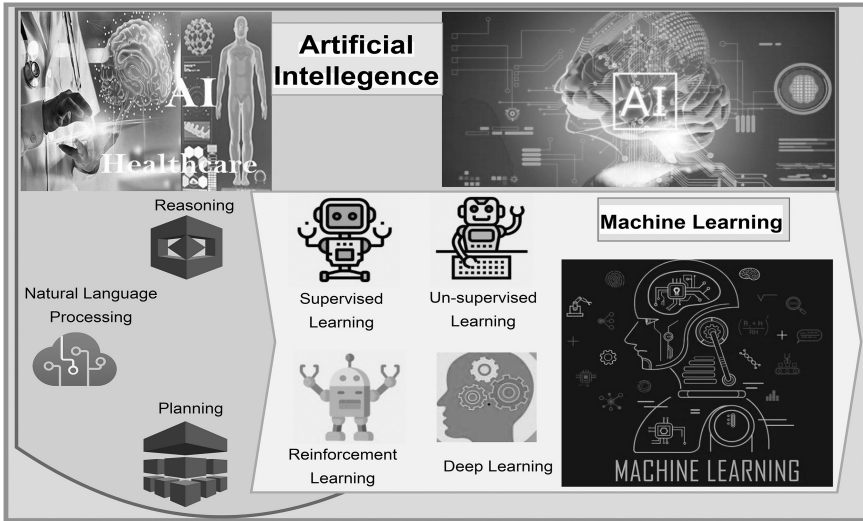 Artificial
Intellegence
AI
Healthcare
AI
Reasoning
Natural Language
Processing
Planning
Supervised
Learning
Un-supervised
Learning
Reinforcement
Learning
Deep Learning
Machine Learning
MACHINE LEARNING